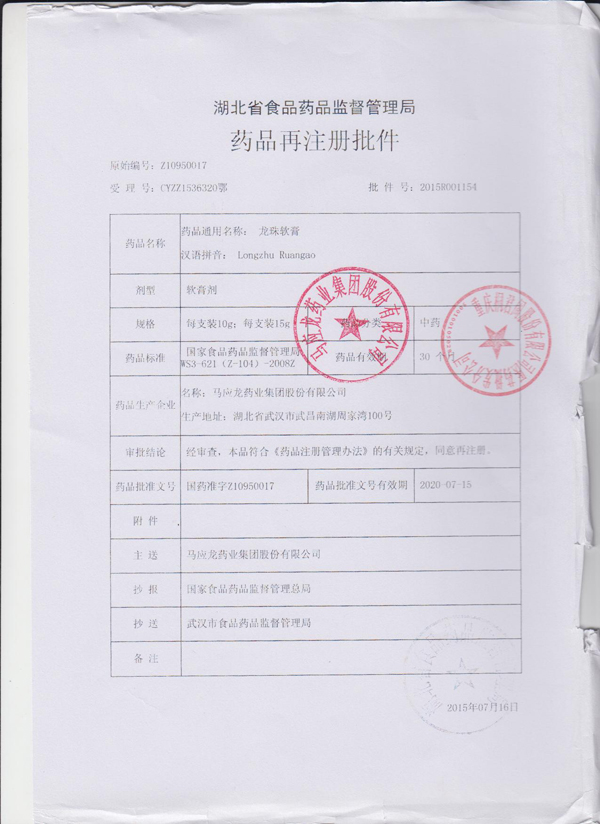 湖北省食品药品监督管理局
药品再注册批件
原始编号：Z10950017
受 理 号：CYZZ1536320鄂
批 件 号：2015R001154
药品名称
药品通用名称： 龙珠软膏
汉语拼音： Longzhu Ruangao
剂型
软膏剂
规格
每支装10g；每支装15g
药品分类
中药
药品标准
国家食品药品监督管理局
WS3-621（Z-104）-2008Z
药品有效期
30 个月
药品生产企业
名称：马应龙药业集团股份有限公司
生产地址：湖北省武汉市武昌南湖周家湾100号
审批结论
经审查，本品符合《药品注册管理办法》的有关规定，同意再注册。
药品批准文号
国药准字Z10950017
药品批准文号有效期
2020-07-15
附 件
主 送
马应龙药业集团股份有限公司
抄 报
国家食品药品监督管理总局
抄 送
武汉市食品药品监督管理局
备 注
2015年07月16日
马应龙药业集团股份有限公司